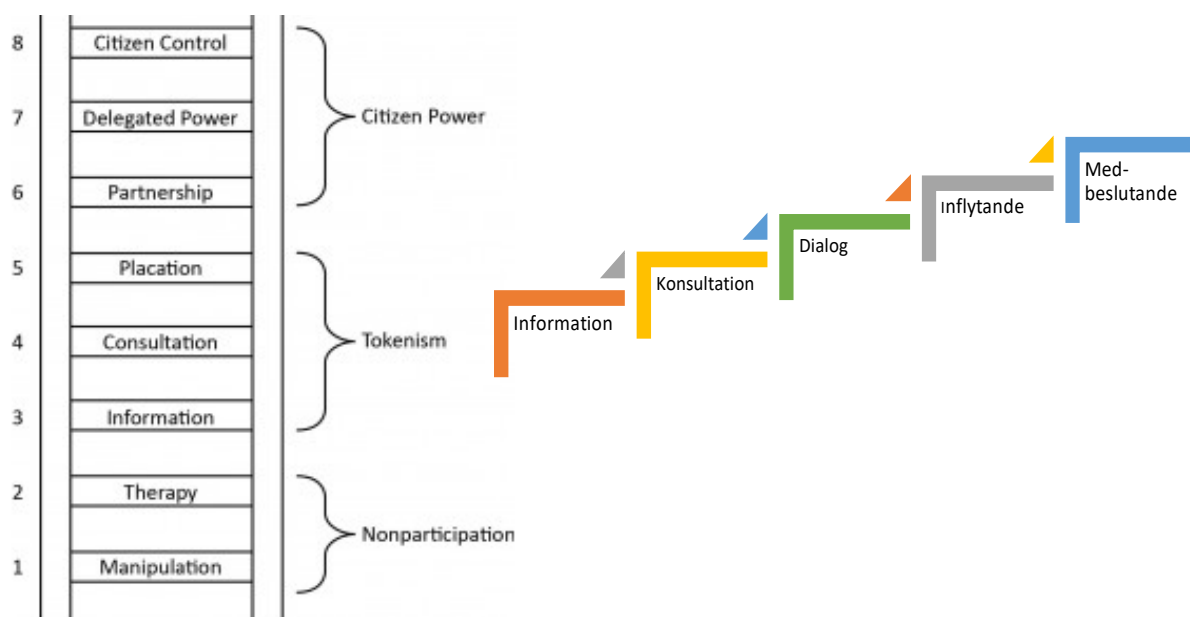 8 Citizen Control
7 Delegated Power
Citizen Power
6 Partnership
5 Placation
4 Consultation
Tokenism
3 Information
2 Therapy
Nonparticipation
1 Manipulation
Information
Konsultation
Dialog
Inflytande
Med-
beslutande